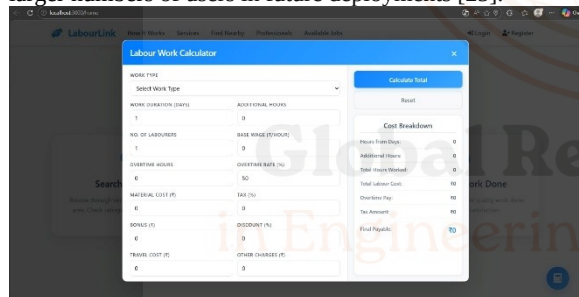 larger numbers of users in future deployments [25].
localhost:3002/home
LabourLink How It Works Services Find Nearby Professionals Available Jobs Login Register
Labour Work Calculator ×
WORK TYPE
Select Work Type
WORK DURATION (DAYS) ADDITIONAL HOURS
1 0
NO. OF LABOURERS BASE WAGE (₹/HOUR)
1 0
OVERTIME HOURS OVERTIME RATE (%)
0 50
MATERIAL COST (₹) TAX (%)
0 0
BONUS (₹) DISCOUNT (%)
0 0
TRAVEL COST (₹) OTHER CHARGES (₹)
0 0
Calculate Total
Reset
Cost Breakdown
Hours From Days: 0
Additional Hours: 0
Total Hours Worked: 0
Total Labour Cost: ₹0
Overtime Pay: ₹0
Tax Amount: ₹0
Final Payable: ₹0
Search
ork Done
Global Re
in Engineerin